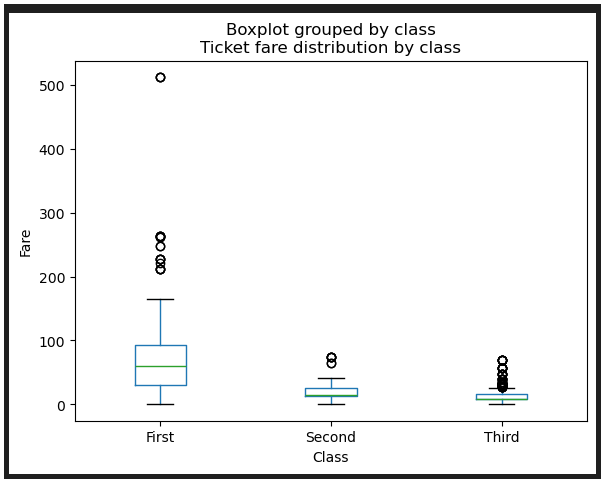 Boxplot grouped by class
Ticket fare distribution by class
500
400
300
200
100
0
Fare
First Second Third
Class